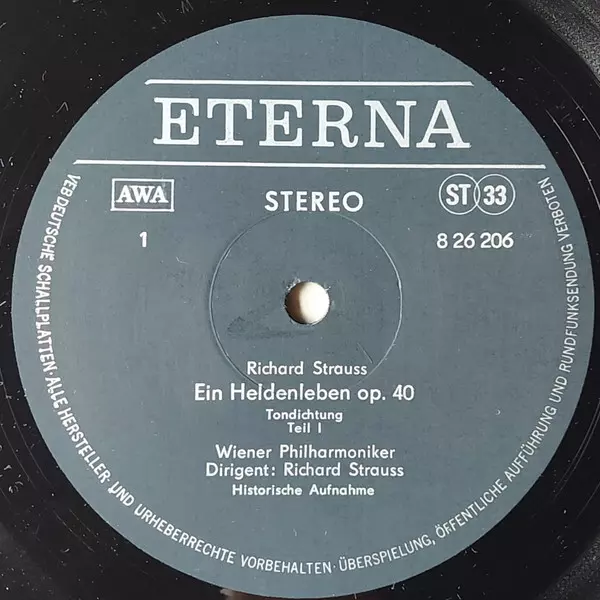 ETERNA
AWA
STEREO
ST 33
1
8 26 206
Richard Strauss
Ein Heldenleben op. 40
Tondichtung
Teil I
Wiener Philharmoniker
Dirigent: Richard Strauss
Historische Aufnahme
VEB DEUTSCHE SCHALLPLATTEN · ALLE HERSTELLER- UND URHEBERRECHTE VORBEHALTEN · ÜBERSPIELUNG, ÖFFENTLICHE AUFFÜHRUNG UND RUNDFUNKSENDUNG VERBOTEN